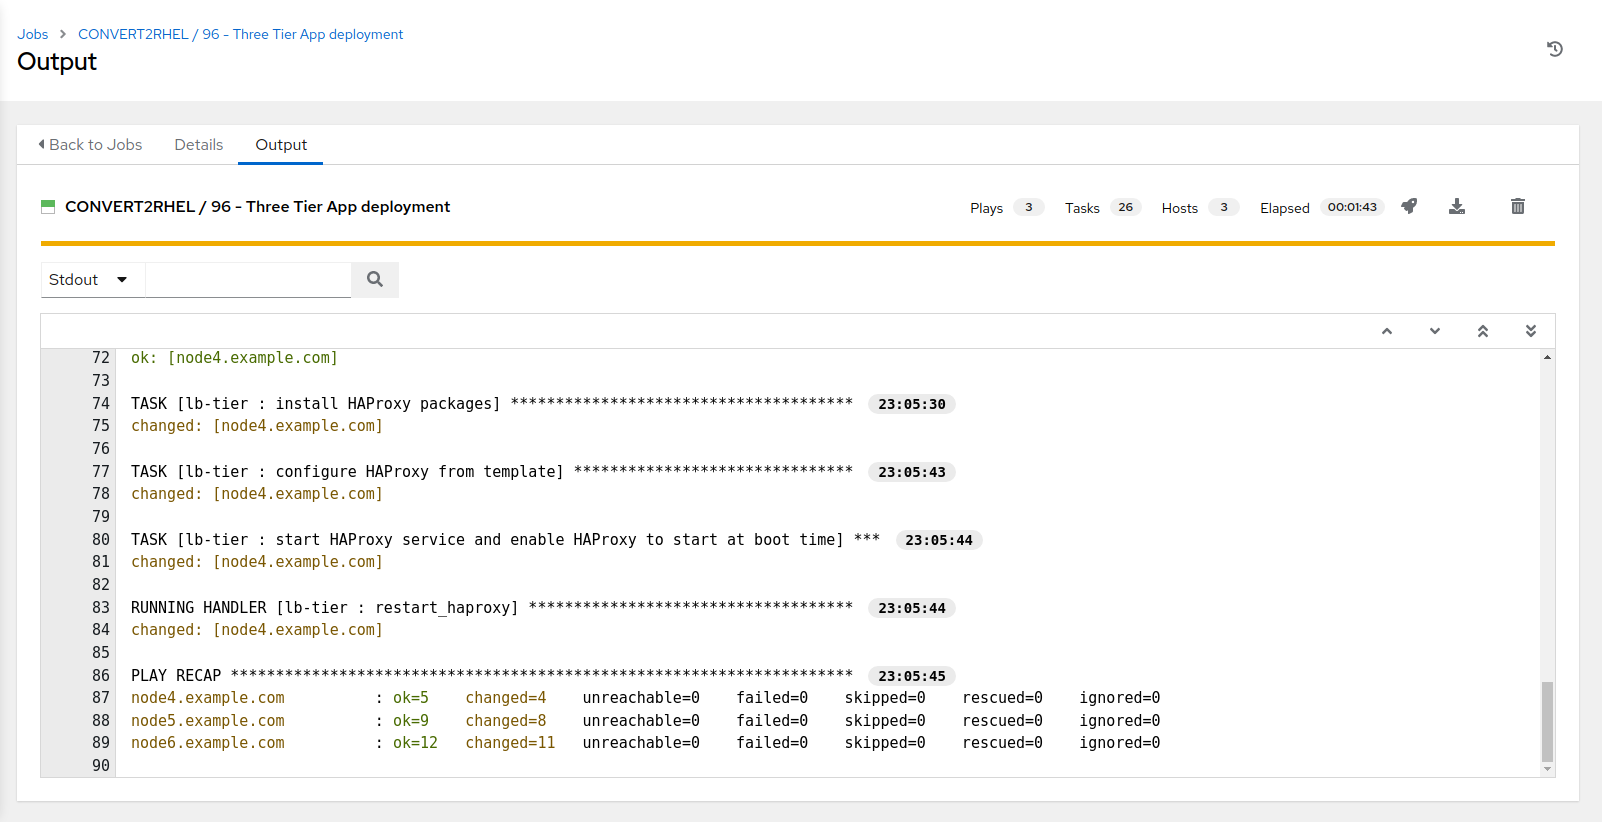 Jobs > CONVERT2RHEL / 96 - Three Tier App deployment
Output
Back to Jobs Details Output
CONVERT2RHEL / 96 - Three Tier App deployment Plays 3 Tasks 26 Hosts 3 Elapsed 00:01:43
Stdout
72 ok: [node4.example.com]
73
74 TASK [lb-tier : install HAProxy packages] ************************************** 23:05:30
75 changed: [node4.example.com]
76
77 TASK [lb-tier : configure HAProxy from template] ******************************* 23:05:43
78 changed: [node4.example.com]
79
80 TASK [lb-tier : start HAProxy service and enable HAProxy to start at boot time] *** 23:05:44
81 changed: [node4.example.com]
82
83 RUNNING HANDLER [lb-tier : restart_haproxy] ************************************ 23:05:44
84 changed: [node4.example.com]
85
86 PLAY RECAP ********************************************************************* 23:05:45
87 node4.example.com : ok=5 changed=4 unreachable=0 failed=0 skipped=0 rescued=0 ignored=0
88 node5.example.com : ok=9 changed=8 unreachable=0 failed=0 skipped=0 rescued=0 ignored=0
89 node6.example.com : ok=12 changed=11 unreachable=0 failed=0 skipped=0 rescued=0 ignored=0
90